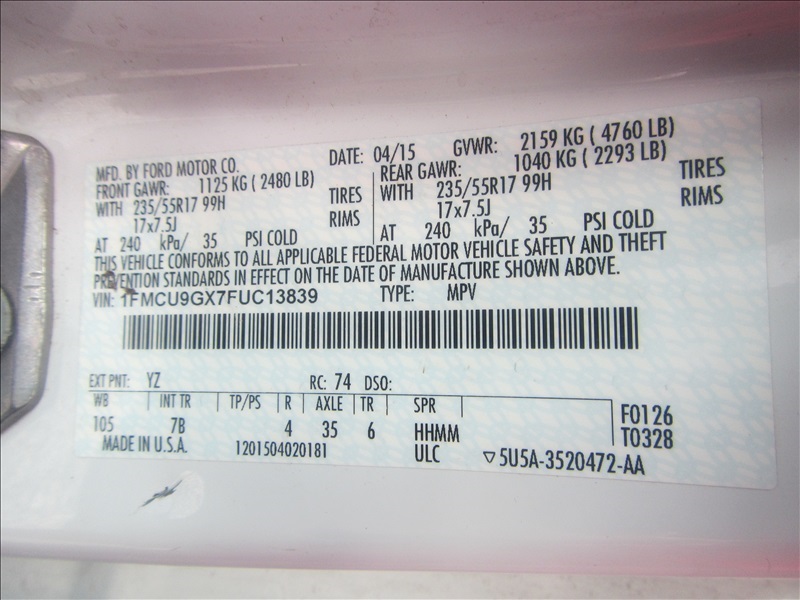 MFD. BY FORD MOTOR CO. DATE: 04/15 GVWR: 2159 KG ( 4760 LB)
FRONT GAWR: 1125 KG ( 2480 LB) REAR GAWR: 1040 KG ( 2293 LB)
WITH 235/55R17 99H TIRES WITH 235/55R17 99H TIRES
17x7.5J RIMS 17x7.5J RIMS
AT 240 kPa/ 35 PSI COLD AT 240 kPa/ 35 PSI COLD
THIS VEHICLE CONFORMS TO ALL APPLICABLE FEDERAL MOTOR VEHICLE SAFETY AND THEFT
PREVENTION STANDARDS IN EFFECT ON THE DATE OF MANUFACTURE SHOWN ABOVE.
VIN: 1FMCU9GX7FUC13839 TYPE: MPV
EXT PNT: YZ RC: 74 DSO:
WB INT TR TP/PS R AXLE TR SPR F0126
105 7B 4 35 6 HHMM T0328
MADE IN U.S.A. 1201504020181 ULC ▽5U5A-3520472-AA